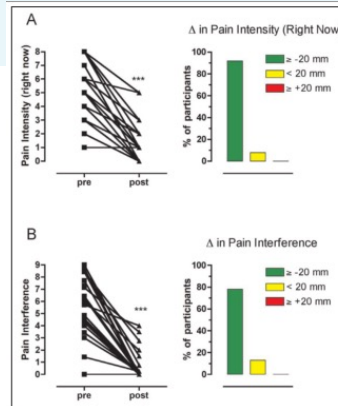 A
Δ in Pain Intensity (Right Now
Pain Intensity (right now)
8
7
6
5
4
3
2
1
0
***
pre
post
% of participants
100
80
60
40
20
0
≥ -20 mm
< 20 mm
≥ +20 mm
B
Δ in Pain Interference
Pain Interference
9
8
7
6
5
4
3
2
1
0
***
pre
post
% of participants
100
80
60
40
20
0
≥ -20 mm
< 20 mm
≥ +20 mm